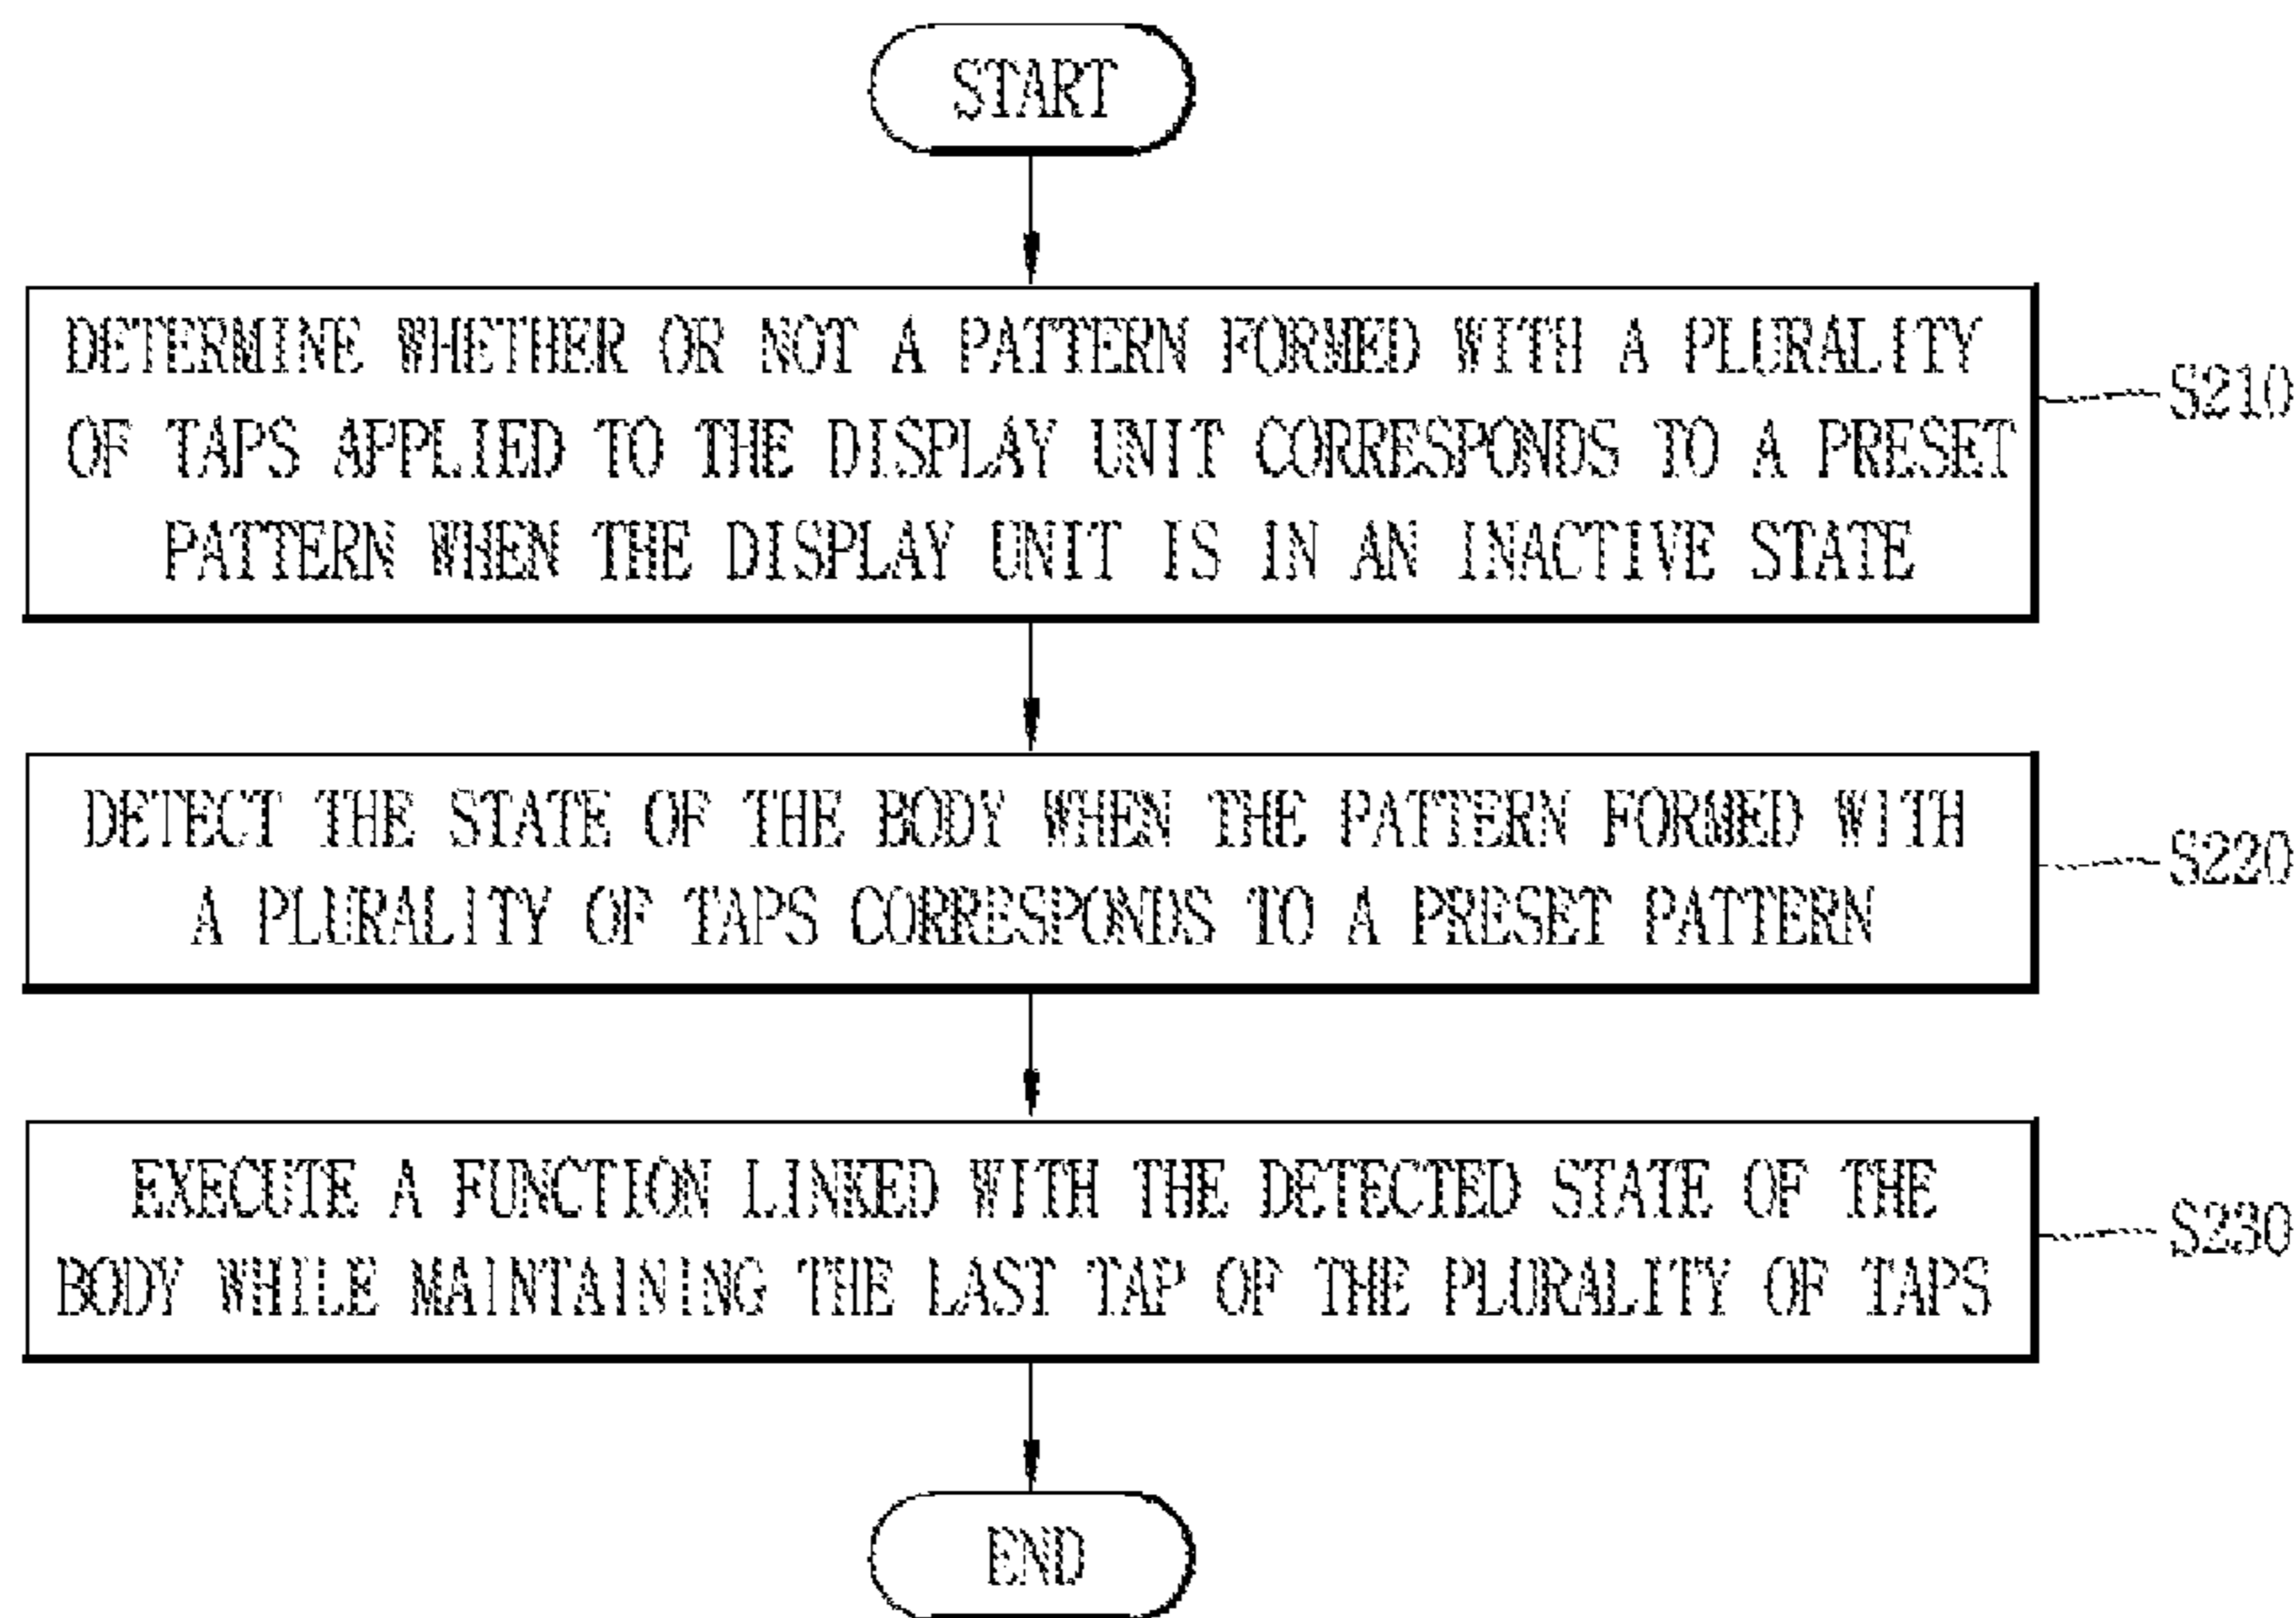 START
DETERMINE WHETHER OR NOT A PATTERN FORMED WITH A PLURALITY
OF TAPS APPLIED TO THE DISPLAY UNIT CORRESPONDS TO A PRESET
PATTERN WHEN THE DISPLAY UNIT IS IN AN INACTIVE STATE
S210
DETECT THE STATE OF THE BODY WHEN THE PATTERN FORMED WITH
A PLURALITY OF TAPS CORRESPONDS TO A PRESET PATTERN
S220
EXECUTE A FUNCTION LINKED WITH THE DETECTED STATE OF THE
BODY WHILE MAINTAINING THE LAST TAP OF THE PLURALITY OF TAPS
S230
END